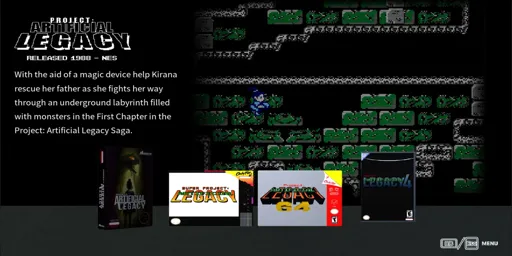 PROJECT:
ARTIFICIAL
LEGACY
RELEASED 1988 - NES
With the aid of a magic device help Kirana
rescue her father as she fights her way
through an underground labyrinth filled
with monsters in the First Chapter in the
Project: Artificial Legacy Saga.
ARTIFICIAL
LEGACY
SUPER PROJECT:
ARTIFICIAL
LEGACY
ARTIFICIAL
LEGACY
64
LEGACY
MENU